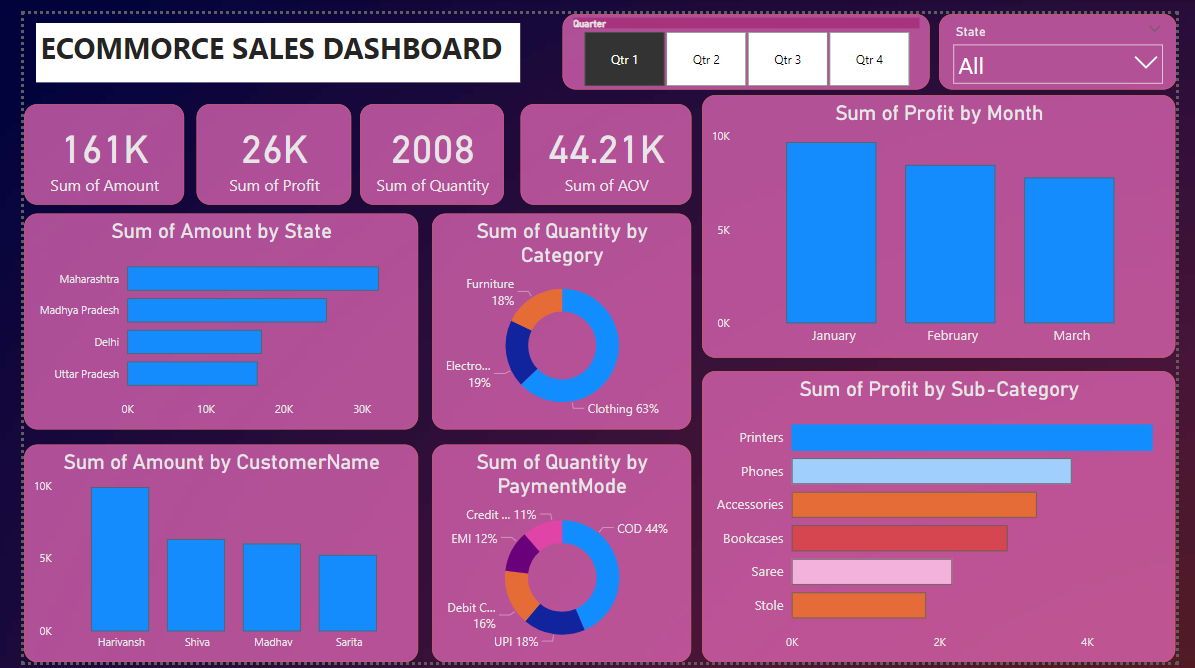 ECOMMORCE SALES DASHBOARD
Quarter
Qtr 1
Qtr 2
Qtr 3
Qtr 4
State
All
161K
Sum of Amount
26K
Sum of Profit
2008
Sum of Quantity
44.21K
Sum of AOV
Sum of Profit by Month
10K
5K
0K
January
February
March
Sum of Amount by State
Maharashtra
Madhya Pradesh
Delhi
Uttar Pradesh
0K
10K
20K
30K
Sum of Quantity by
Category
Furniture
18%
Electro...
19%
Clothing 63%
Sum of Profit by Sub-Category
Printers
Phones
Accessories
Bookcases
Saree
Stole
0K
2K
4K
Sum of Amount by CustomerName
10K
5K
0K
Harivansh
Shiva
Madhav
Sarita
Sum of Quantity by
PaymentMode
Credit ... 11%
COD 44%
EMI 12%
Debit C...
16%
UPI 18%